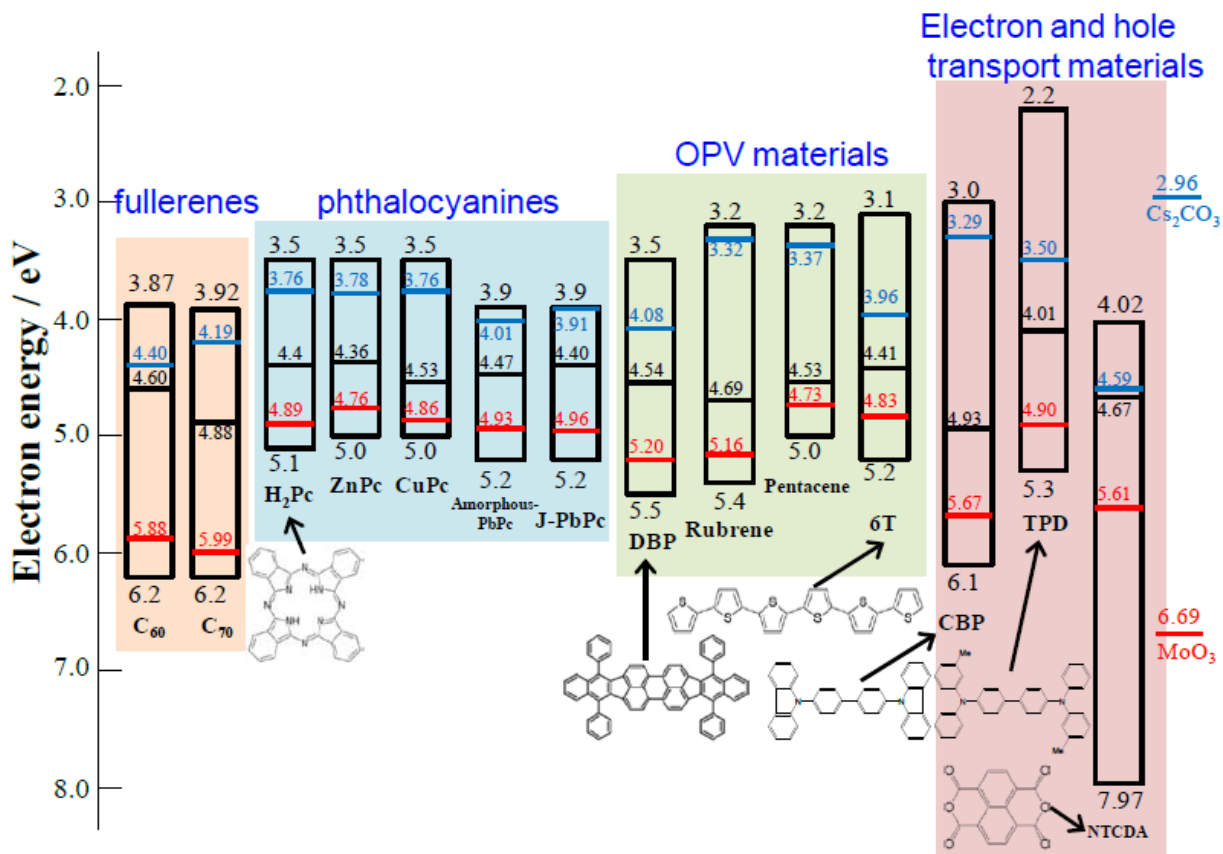 Electron and hole
transport materials
OPV materials
fullerenes
phthalocyanines
Electron energy / eV
2.0
3.0
4.0
5.0
6.0
7.0
8.0
3.87
4.40
4.60
5.88
6.2
C₆₀
3.92
4.19
4.88
5.99
6.2
C₇₀
3.5
3.76
4.4
4.89
5.1
H₂Pc
3.5
3.78
4.36
4.76
5.0
ZnPc
3.5
3.76
4.53
4.86
5.0
CuPc
3.9
4.01
4.47
4.93
5.2
Amorphous-
PbPc
3.9
3.91
4.40
4.96
5.2
J-PbPc
3.5
4.08
4.54
5.20
5.5
DBP
3.2
3.32
4.69
5.16
5.4
Rubrene
3.2
3.37
4.53
4.73
5.0
Pentacene
3.1
3.96
4.41
4.83
5.2
6T
3.0
3.29
4.93
5.67
6.1
CBP
2.2
3.50
4.01
4.90
5.3
TPD
4.02
4.59
4.67
5.61
7.97
NTCDA
2.96
Cs₂CO₃
6.69
MoO₃
N
N
N
N
HN
NH
S
S
S
S
S
S
N
N
Me
N
N
Me
O
O
O